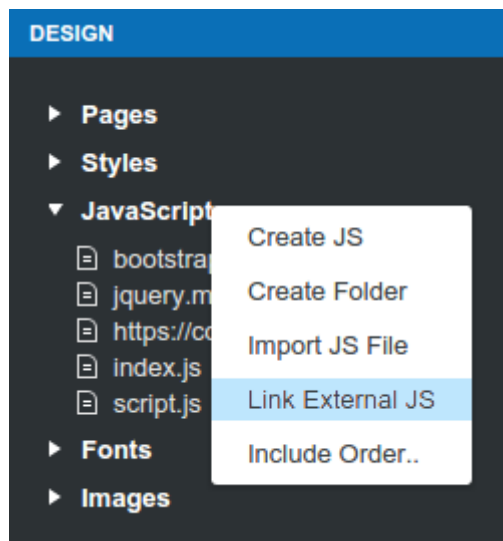 DESIGN
Pages
Styles
JavaScript
Create JS
bootstrap
Create Folder
jquery.m
Import JS File
https://co
index.js
Link External JS
script.js
Include Order..
Fonts
Images